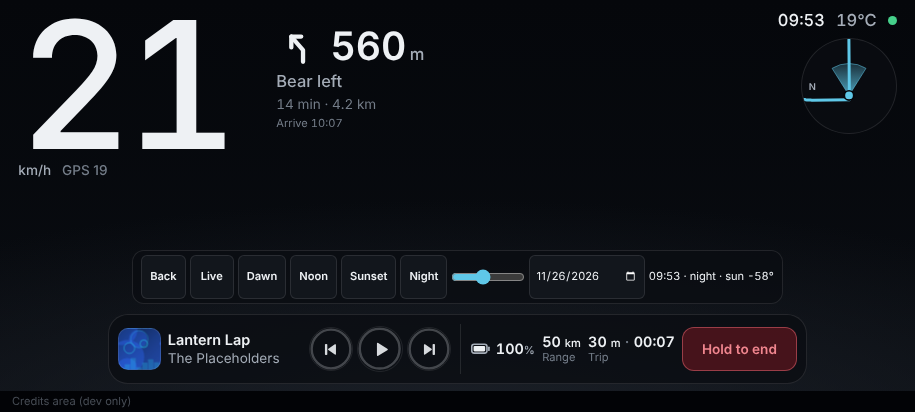 21
km/h GPS 19
560 m
Bear left
14 min · 4.2 km
Arrive 10:07
09:53 19°C
N
Back Live Dawn Noon Sunset Night 11/26/2026 09:53 · night · sun -58°
Lantern Lap
The Placeholders
100%
50 km 30 m · 00:07
Range Trip
Hold to end
Credits area (dev only)